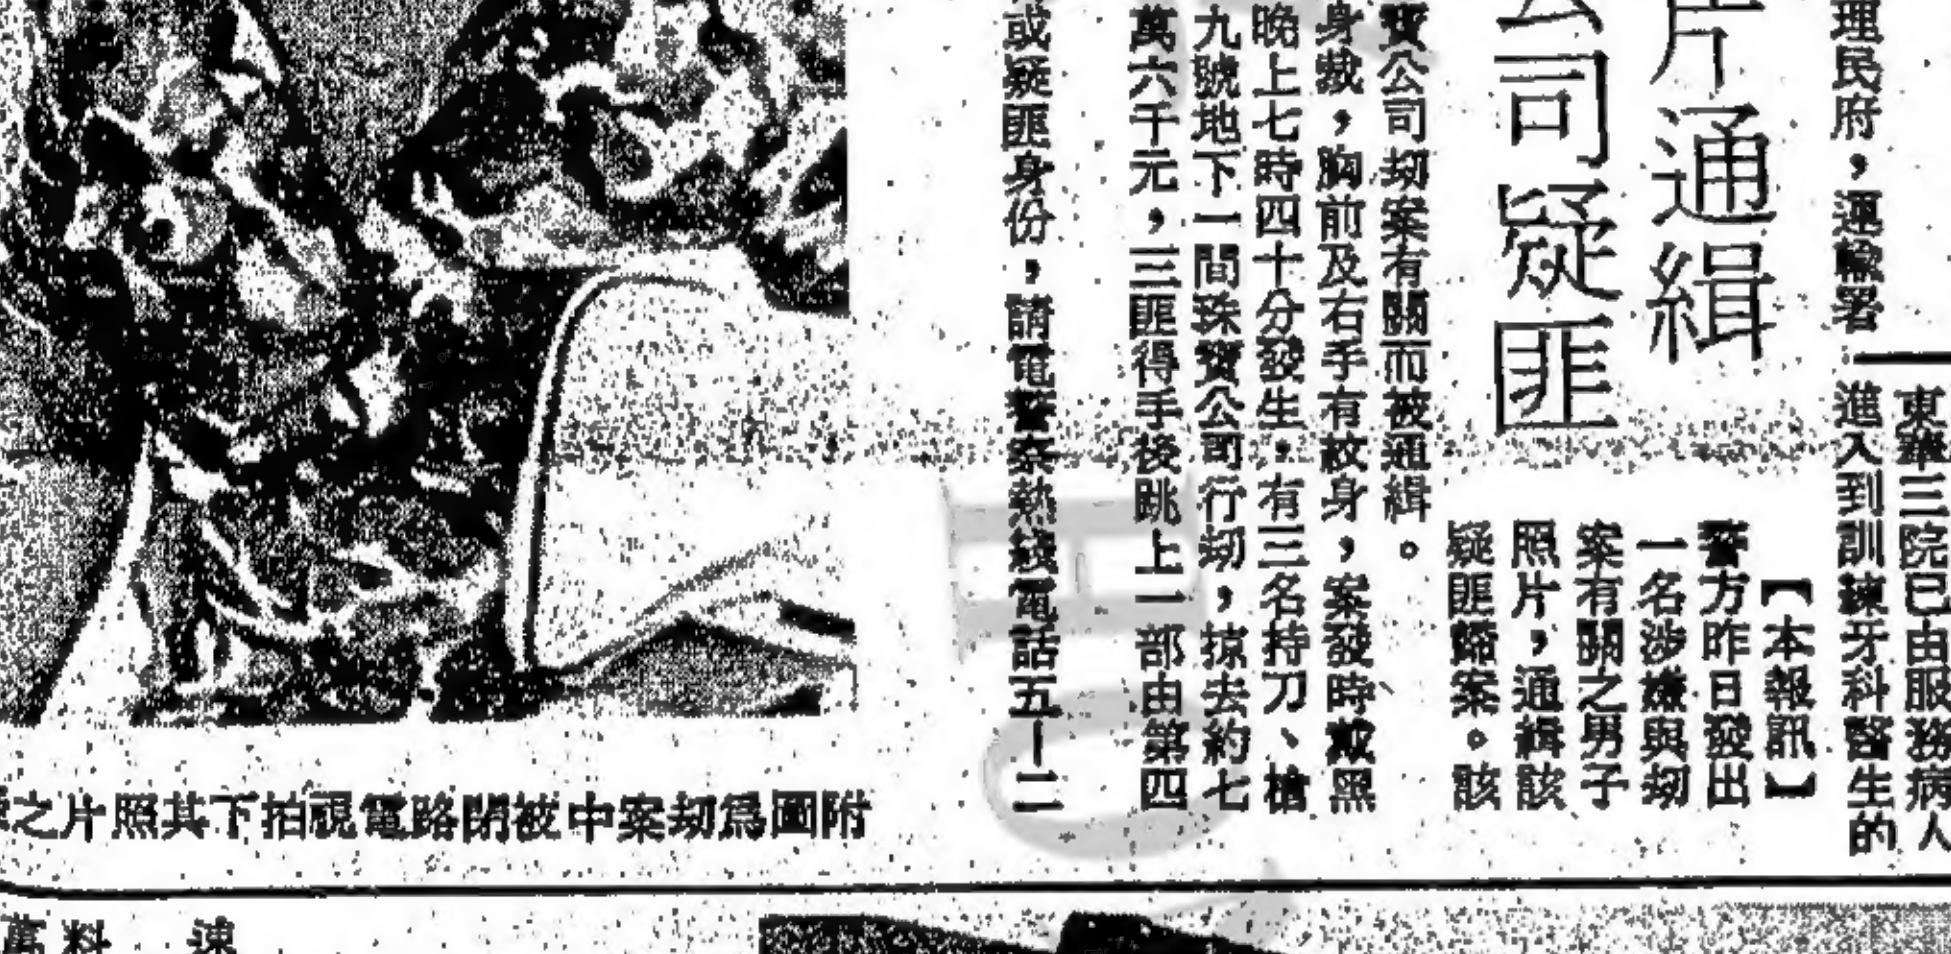 理民府，運輸署
東華三院已由服務病人
進入到訓練牙科醫生的
片通緝
公司疑匪
【本報訊】
警方昨日發出
一名涉嫌與刼
案有關之男子
照片，通緝該
疑匪歸案。該
寶公司刼案有關而被通緝。
身裁，胸前及右手有紋身，案發時戴黑
晚上七時四十分發生，有三名持刀、槍
九號地下一間珠寶公司行刼，掠去約七
萬六千元，三匪得手後跳上一部由第四
或疑匪身份，請電警察熱綫電話五—二
附圖爲刼案中被閉路電視拍下其照片之
速
料
萬